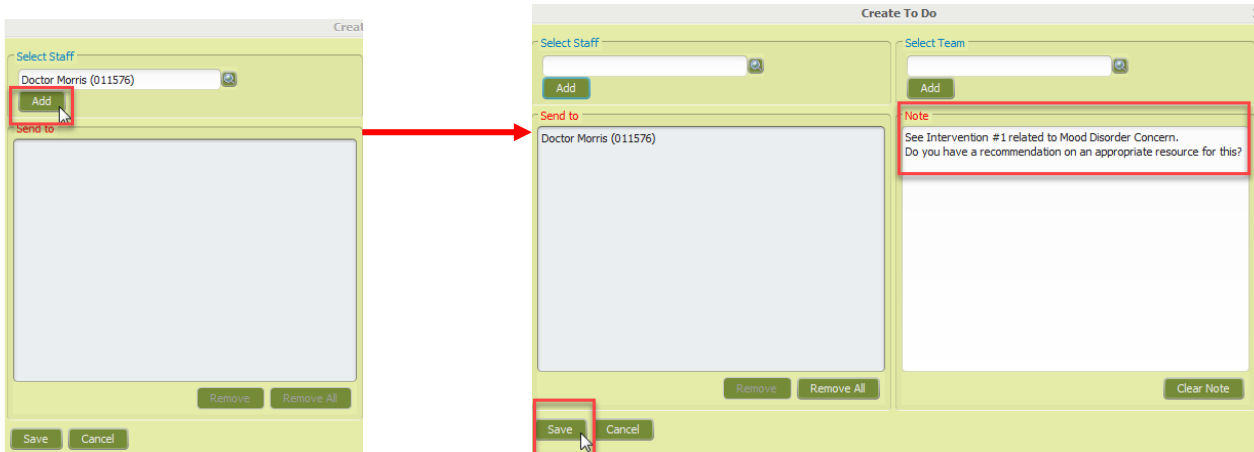 Creat
Select Staff
Doctor Morris (011576)
Add
Send to
Remove Remove All
Save Cancel
Create To Do
Select Staff
Add
Send to
Doctor Morris (011576)
Remove Remove All
Save Cancel
Select Team
Add
Note
See Intervention #1 related to Mood Disorder Concern.
Do you have a recommendation on an appropriate resource for this?
Clear Note